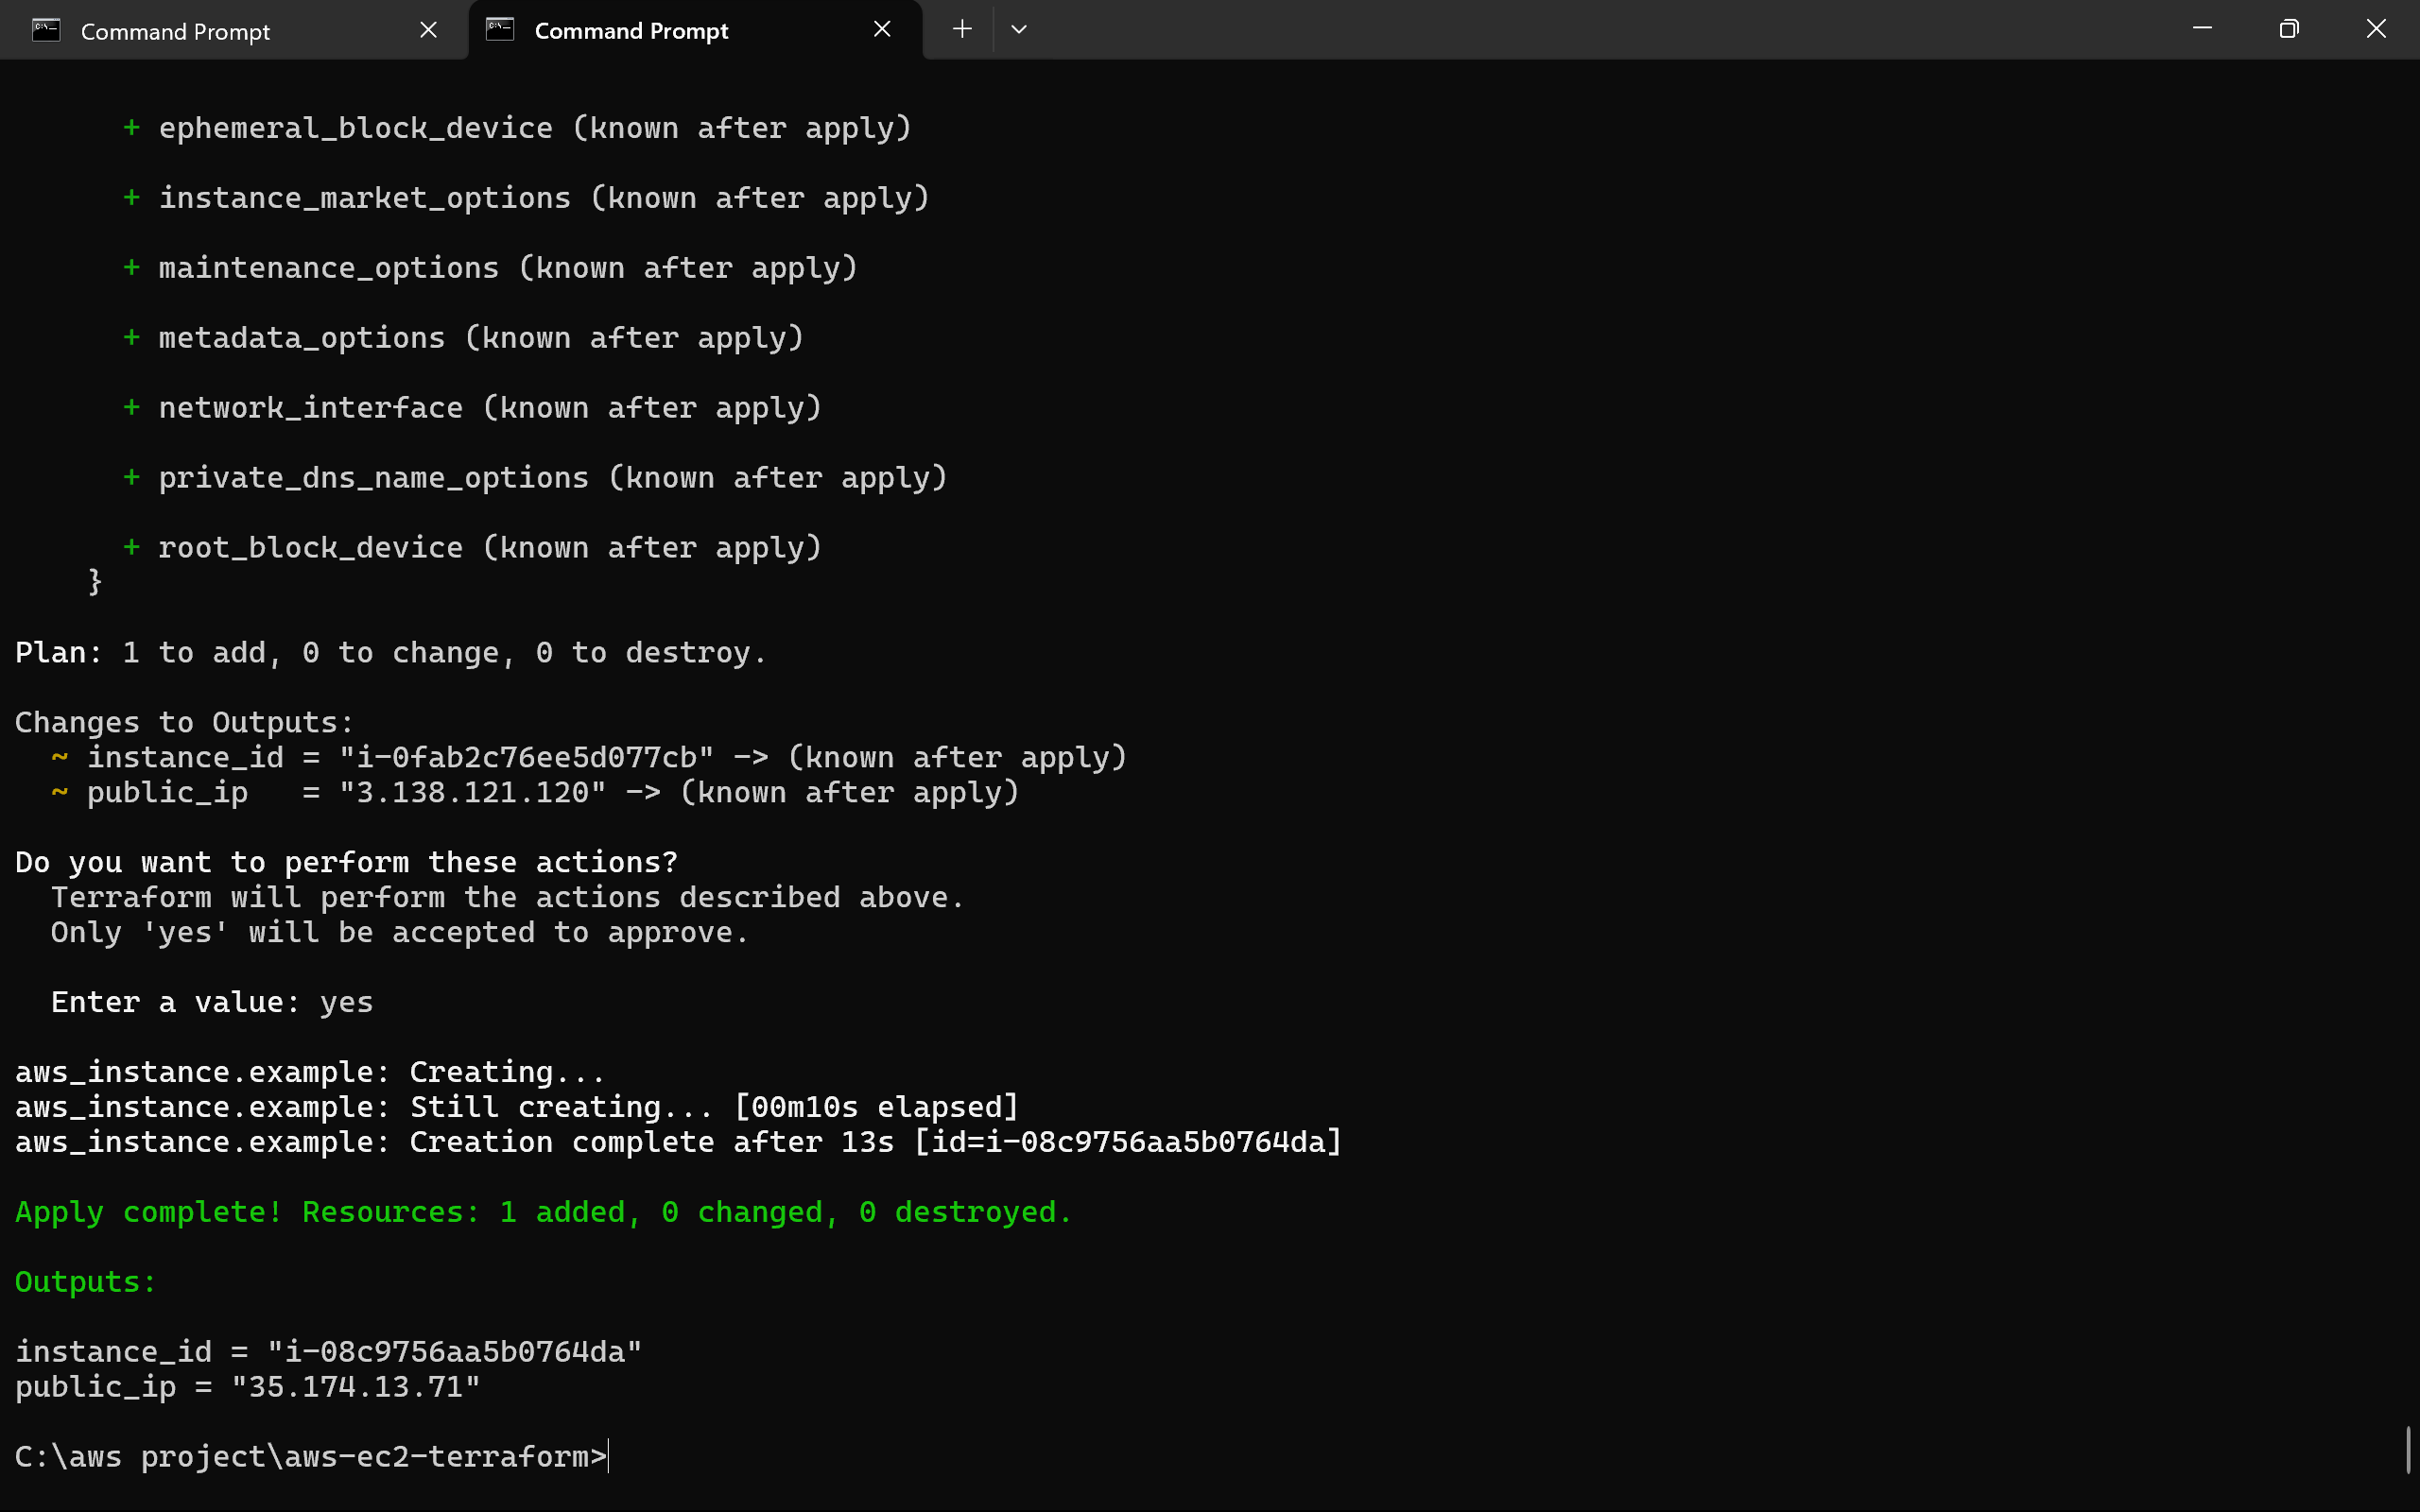 Command Prompt
Command Prompt
+ ephemeral_block_device (known after apply)
+ instance_market_options (known after apply)
+ maintenance_options (known after apply)
+ metadata_options (known after apply)
+ network_interface (known after apply)
+ private_dns_name_options (known after apply)
+ root_block_device (known after apply)
}
Plan: 1 to add, 0 to change, 0 to destroy.
Changes to Outputs:
~ instance_id = "i-0fab2c76ee5d077cb" -> (known after apply)
~ public_ip   = "3.138.121.120" -> (known after apply)
Do you want to perform these actions?
Terraform will perform the actions described above.
Only 'yes' will be accepted to approve.
Enter a value: yes
aws_instance.example: Creating...
aws_instance.example: Still creating... [00m10s elapsed]
aws_instance.example: Creation complete after 13s [id=i-08c9756aa5b0764da]
Apply complete! Resources: 1 added, 0 changed, 0 destroyed.
Outputs:
instance_id = "i-08c9756aa5b0764da"
public_ip = "35.174.13.71"
C:\aws project\aws-ec2-terraform>